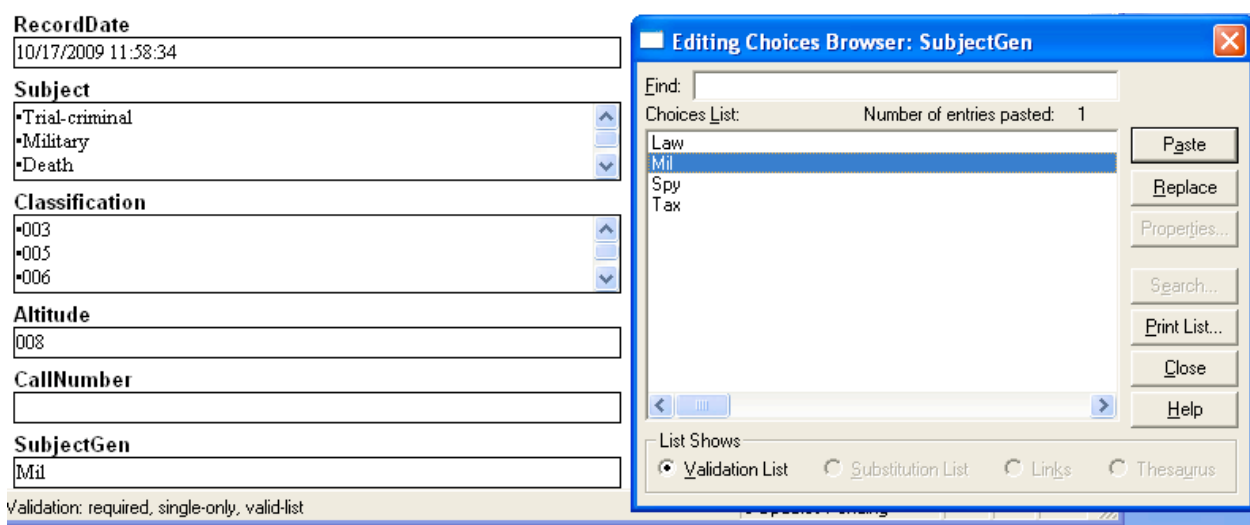 RecordDate
10/17/2009 11:58:34
Subject
▪Trial-criminal
▪Military
▪Death
Classification
▪003
▪005
▪006
Altitude
008
CallNumber
SubjectGen
Mil
Validation: required, single-only, valid-list
Editing Choices Browser: SubjectGen
Find:
Choices List: Number of entries pasted: 1
Law
Mil
Spy
Tax
Paste
Replace
Properties...
Search...
Print List...
Close
Help
List Shows
Validation List Substitution List Links Thesaurus